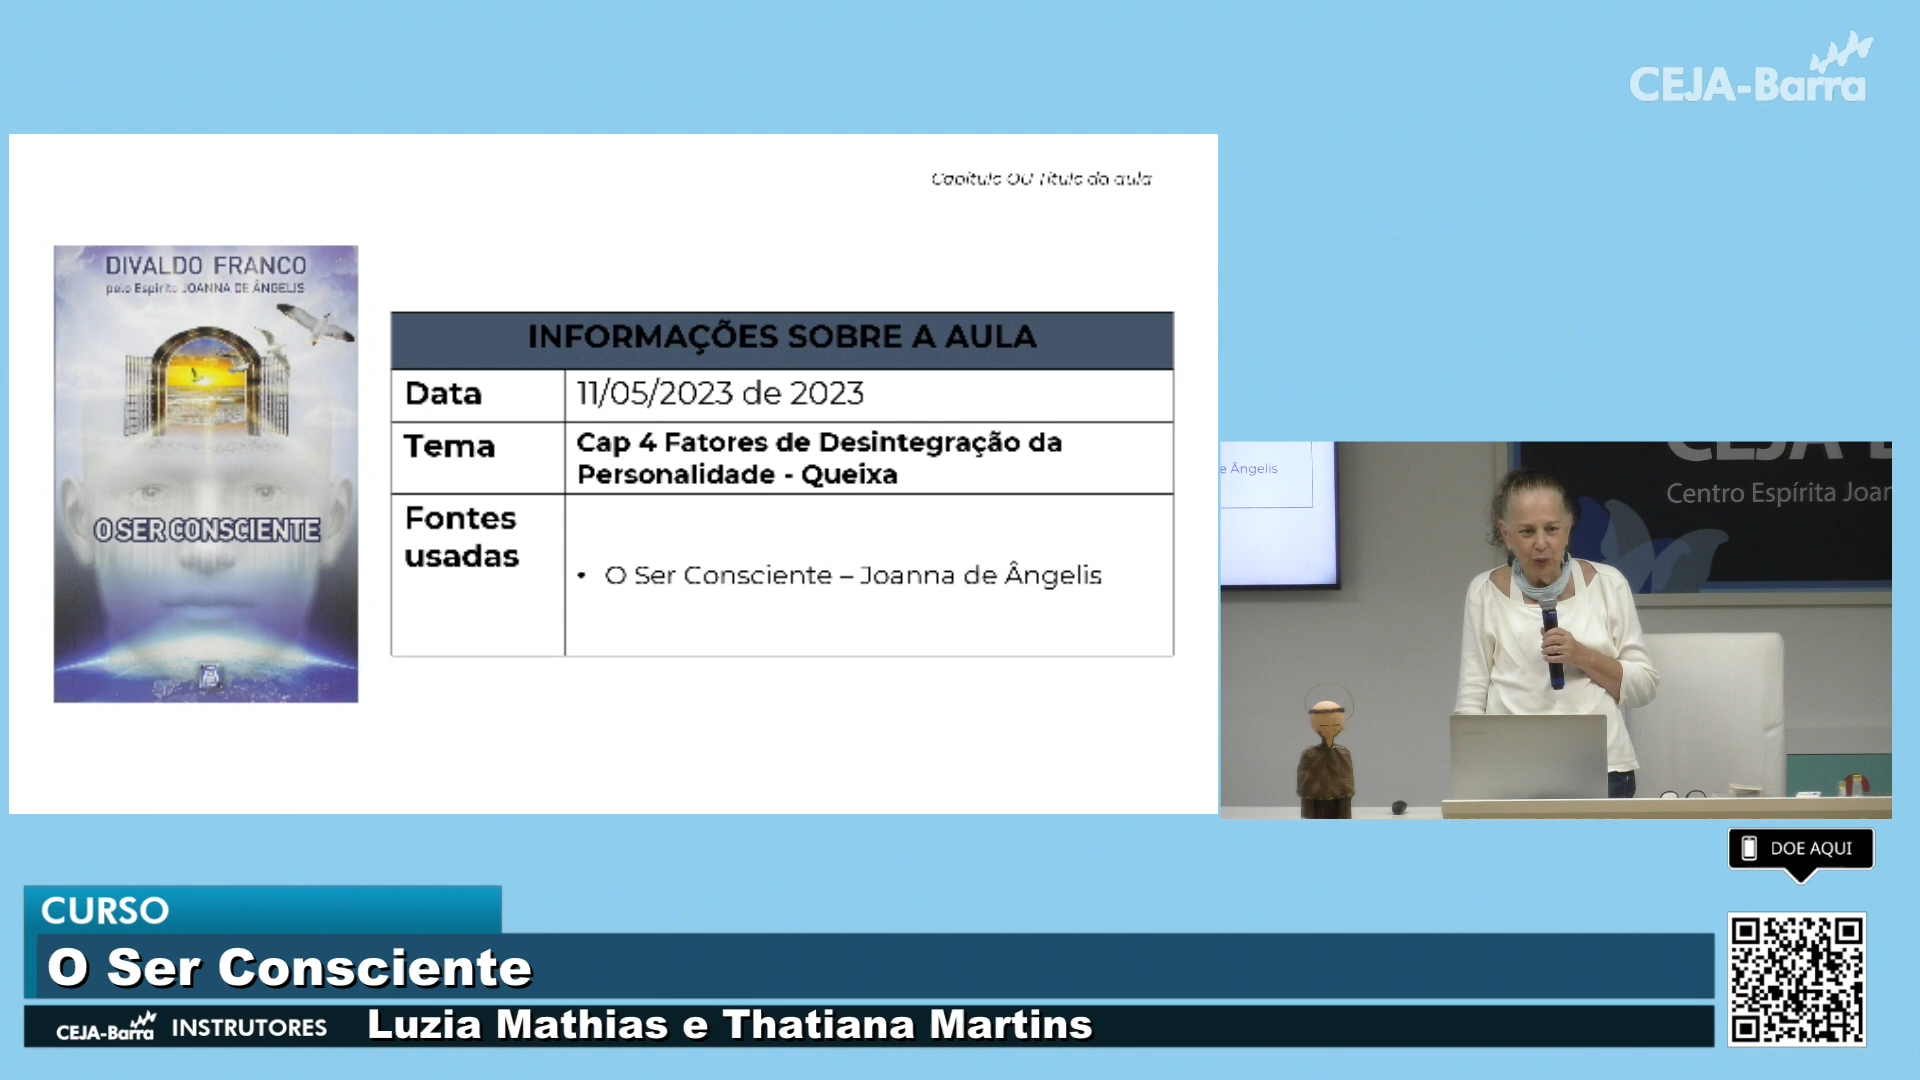 CEJA-Barra
Capítulo OU Título da aula
DIVALDO FRANCO
pelo Espírito JOANNA DE ÂNGELIS
O SER CONSCIENTE
INFORMAÇÕES SOBRE A AULA
Data
11/05/2023 de 2023
Tema
Cap 4 Fatores de Desintegração da
Personalidade - Queixa
Fontes
usadas
• O Ser Consciente – Joanna de Ângelis
e Ângelis
Centro Espírita Joan
DOE AQUI
CURSO
O Ser Consciente
CEJA-Barra INSTRUTORES Luzia Mathias e Thatiana Martins